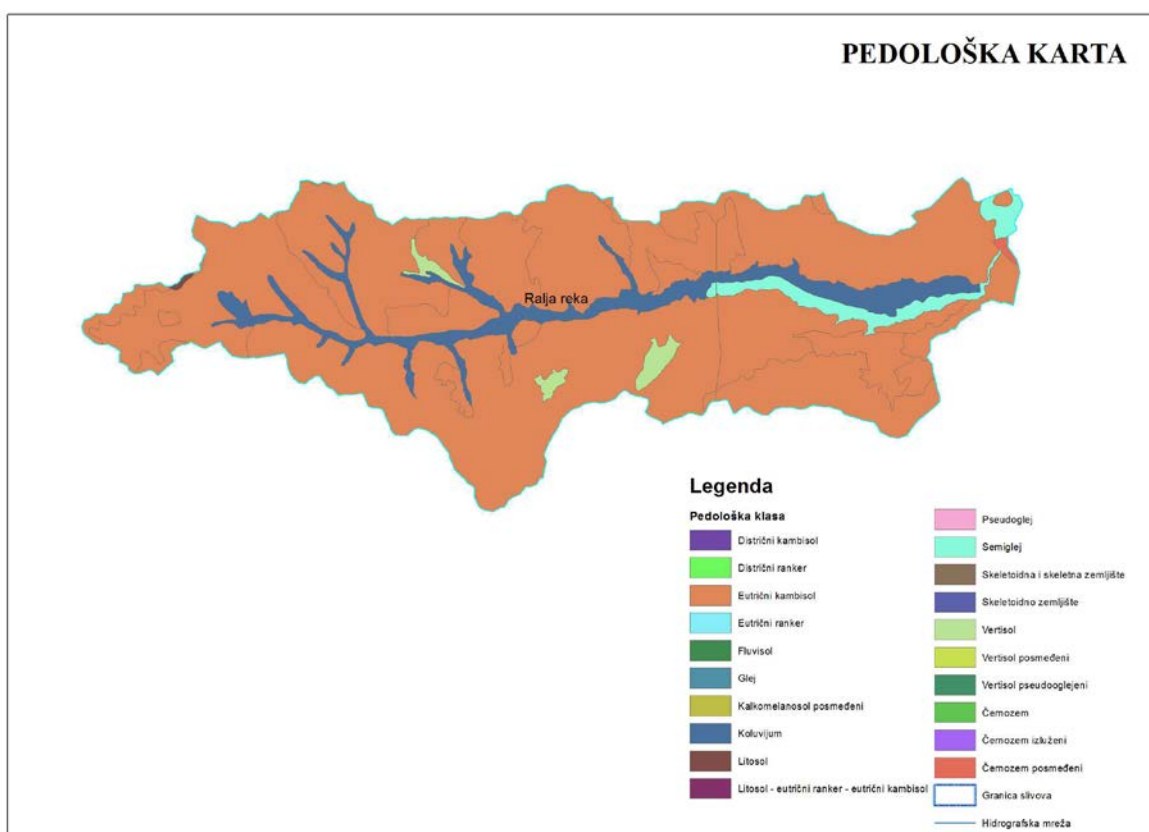 PEDOLOŠKA KARTA
Ralja reka
Legenda
Pedološka klasa
Distrični kambisol
Distrični ranker
Eutrični kambisol
Eutrični ranker
Fluvisol
Glej
Kalkomelanosol posmeđeni
Koluvijum
Litosol
Litosol - eutrični ranker - eutrični kambisol
Pseudoglej
Semiglej
Skeletoidna i skeletna zemljište
Skeletoidno zemljište
Vertisol
Vertisol posmeđeni
Vertisol pseudooglejeni
Černozem
Černozem izluženi
Černozem posmeđeni
Granica slivova
Hidrografska mreža